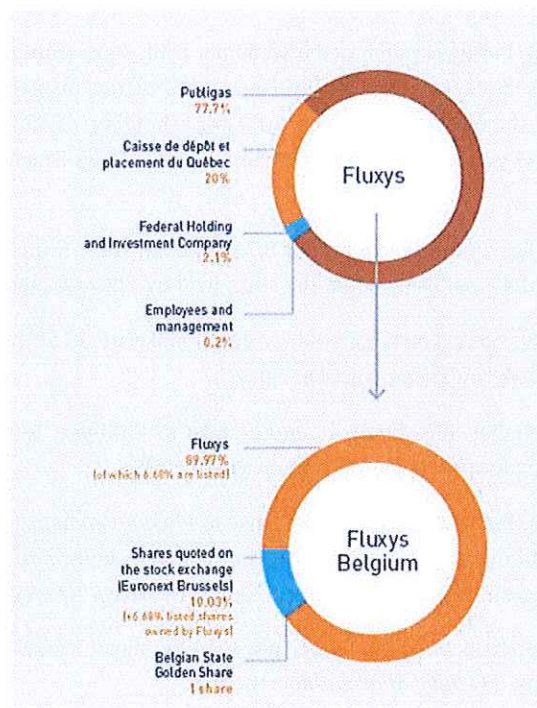 Publigas
77.7%
Caisse de dépôt et
placement du Québec
20%
Federal Holding
and Investment Company
2.1%
Employees and
management
0.2%
Fluxys
Fluxys
89.97%
(of which 6.68% are listed)
Shares quoted on
the stock exchange
(Euronext Brussels)
10.03%
(+6.68% listed shares
owned by Fluxys)
Belgian State
Golden Share
1 share
Fluxys
Belgium